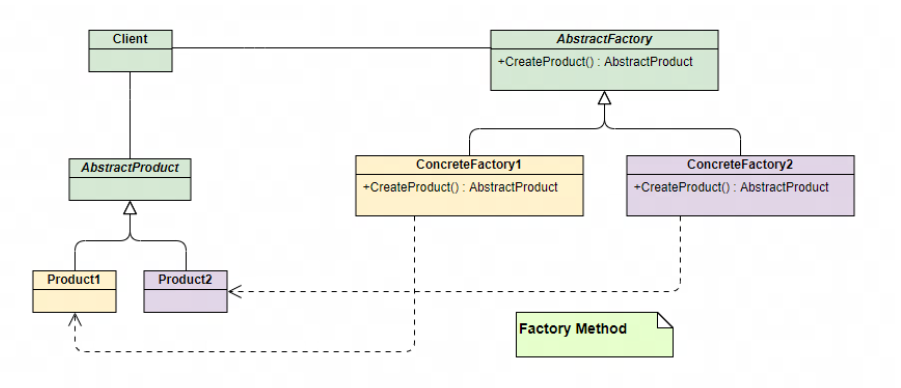 Client
AbstractFactory
+CreateProduct() : AbstractProduct
AbstractProduct
ConcreteFactory1
+CreateProduct() : AbstractProduct
ConcreteFactory2
+CreateProduct() : AbstractProduct
Product1
Product2
Factory Method